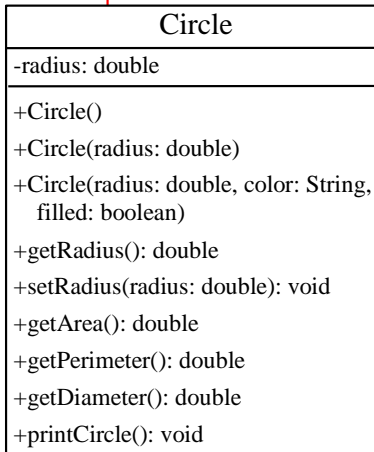 Circle
-radius: double
+Circle()
+Circle(radius: double)
+Circle(radius: double, color: String,
filled: boolean)
+getRadius(): double
+setRadius(radius: double): void
+getArea(): double
+getPerimeter(): double
+getDiameter(): double
+printCircle(): void